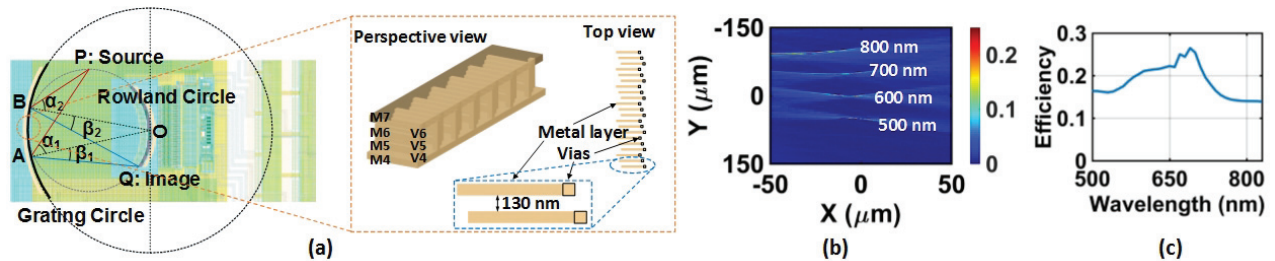 P: Source
Rowland Circle
B
α2
β2
O
α1
A
β1
Q: Image
Grating Circle
(a)
Perspective view
M7
M6 V6
M5 V5
M4 V4
Top view
Metal layer
Vias
130 nm
-150
0
150
Y (μm)
-50 0 50
X (μm)
800 nm
700 nm
600 nm
500 nm
0.2
0.1
0
(b)
0.3
0.2
0.1
0
Efficiency
500 650 800
Wavelength (nm)
(c)